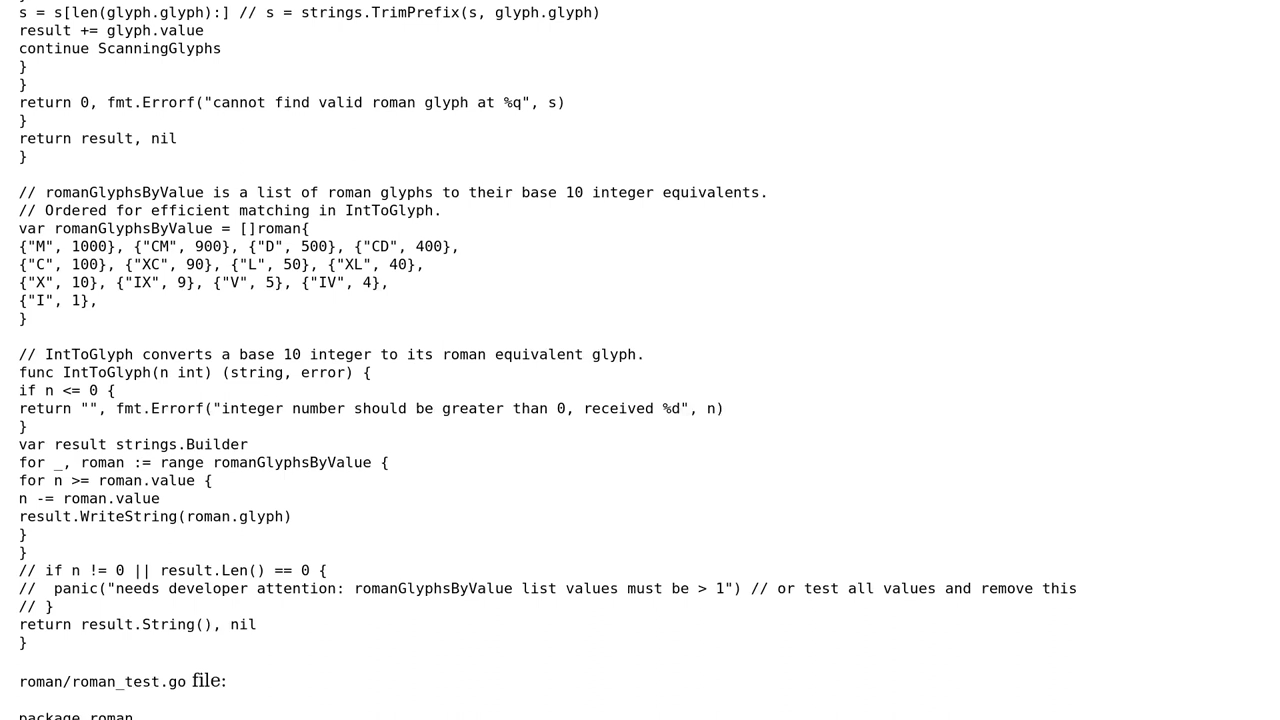 s = s[len(glyph.glyph):] // s = strings.TrimPrefix(s, glyph.glyph)
result += glyph.value
continue ScanningGlyphs
}
}
return 0, fmt.Errorf("cannot find valid roman glyph at %q", s)
}
return result, nil
}

// romanGlyphsByValue is a list of roman glyphs to their base 10 integer equivalents.
// Ordered for efficient matching in IntToGlyph.
var romanGlyphsByValue = []roman{
{"M", 1000}, {"CM", 900}, {"D", 500}, {"CD", 400},
{"C", 100}, {"XC", 90}, {"L", 50}, {"XL", 40},
{"X", 10}, {"IX", 9}, {"V", 5}, {"IV", 4},
{"I", 1},
}

// IntToGlyph converts a base 10 integer to its roman equivalent glyph.
func IntToGlyph(n int) (string, error) {
if n <= 0 {
return "", fmt.Errorf("integer number should be greater than 0, received %d", n)
}
var result strings.Builder
for _, roman := range romanGlyphsByValue {
for n >= roman.value {
n -= roman.value
result.WriteString(roman.glyph)
}
}
// if n != 0 || result.Len() == 0 {
//  panic("needs developer attention: romanGlyphsByValue list values must be > 1") // or test all values and remove this
// }
return result.String(), nil
}

roman/roman_test.go file:

package roman